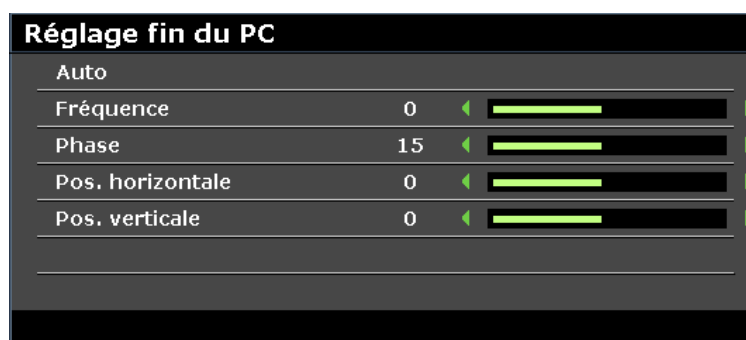 Réglage fin du PC
Auto
Fréquence 0
Phase 15
Pos. horizontale 0
Pos. verticale 0